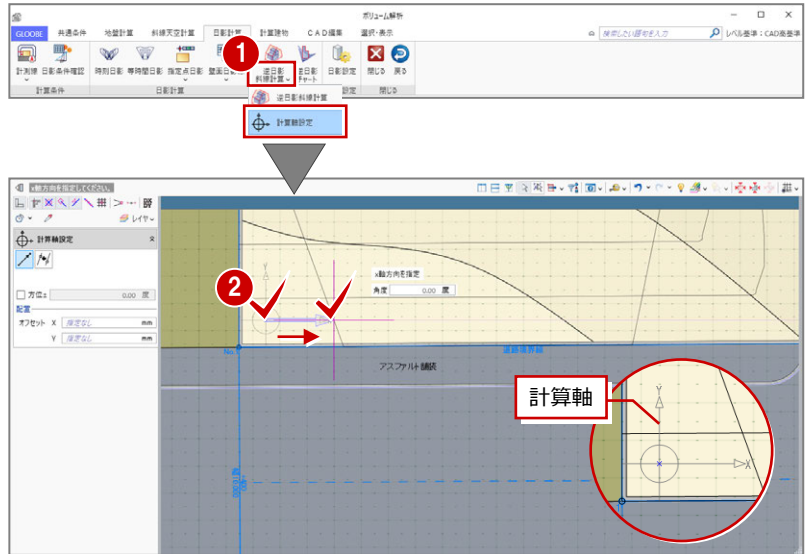 ボリューム解析
GLOOBE 共通条件 地盤計算 斜線天空計算 日影計算 計算建物 CAD編集 選択・表示 検索したい語句を入力 レベル基準：CAD高基準
1
計測線 日影条件確認 時刻日影 等時間日影 指定点日影 壁面日影 逆日影斜線計算 逆日影チャート 日影設定 閉じる 戻る
計算条件 日影計算 設定 閉じる
逆日影斜線計算
計算軸設定
x軸方向を指定してください。
レイヤ
計算軸設定
方位± 0.00 度
配置
オフセット X 指定なし mm
Y 指定なし mm
2
x軸方向を指定
角度 0.00 度
Y
No.
道路境界線
アスファルト舗装
計算軸
Y
X